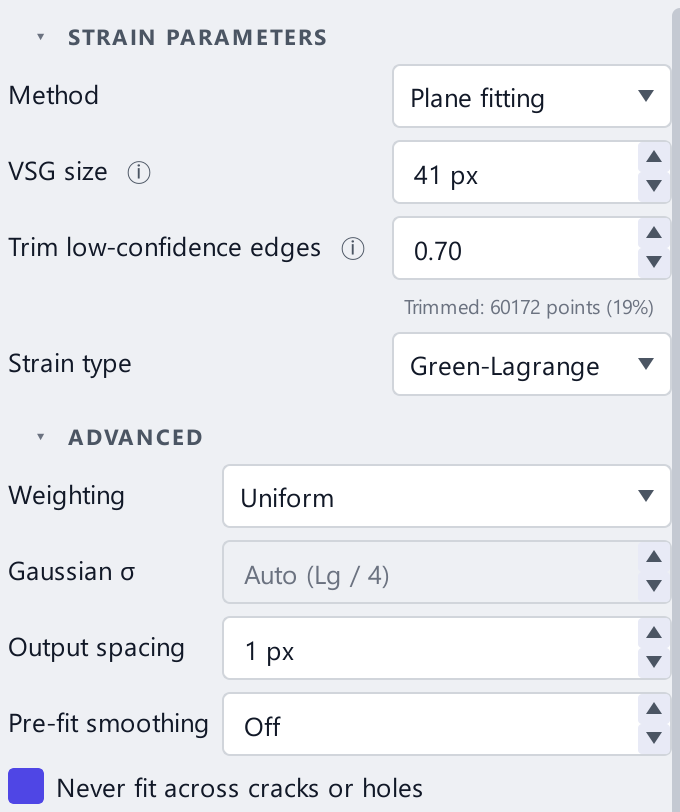 STRAIN PARAMETERS
Method
Plane fitting
VSG size ⓘ
41 px
Trim low-confidence edges ⓘ
0.70
Trimmed: 60172 points (19%)
Strain type
Green-Lagrange
ADVANCED
Weighting
Uniform
Gaussian σ
Auto (Lg / 4)
Output spacing
1 px
Pre-fit smoothing
Off
Never fit across cracks or holes